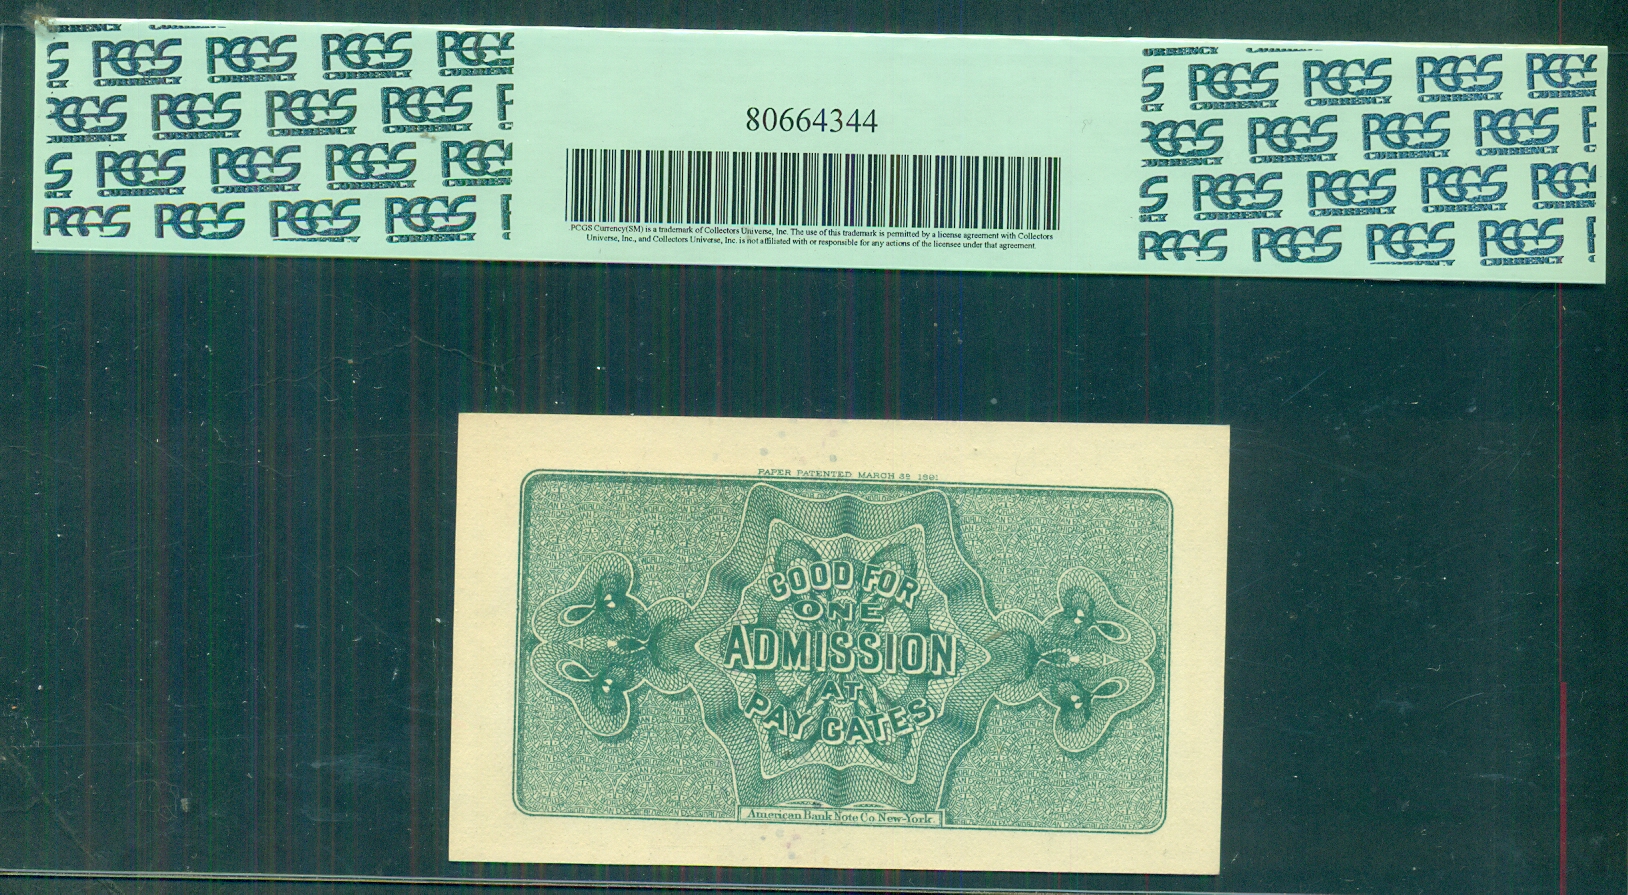 PCGS CURRENCY
80664344
PCGS Currency(SM) is a trademark of Collectors Universe, Inc. The use of this trademark is permitted by a license agreement with Collectors
Universe, Inc., and Collectors Universe, Inc. is not affiliated with or responsible for any actions of the licensee under that agreement.
PAPER PATENTED MARCH
GOOD FOR
ONE
ADMISSION
AT
PAY GATES
American Bank Note Co. New-York.